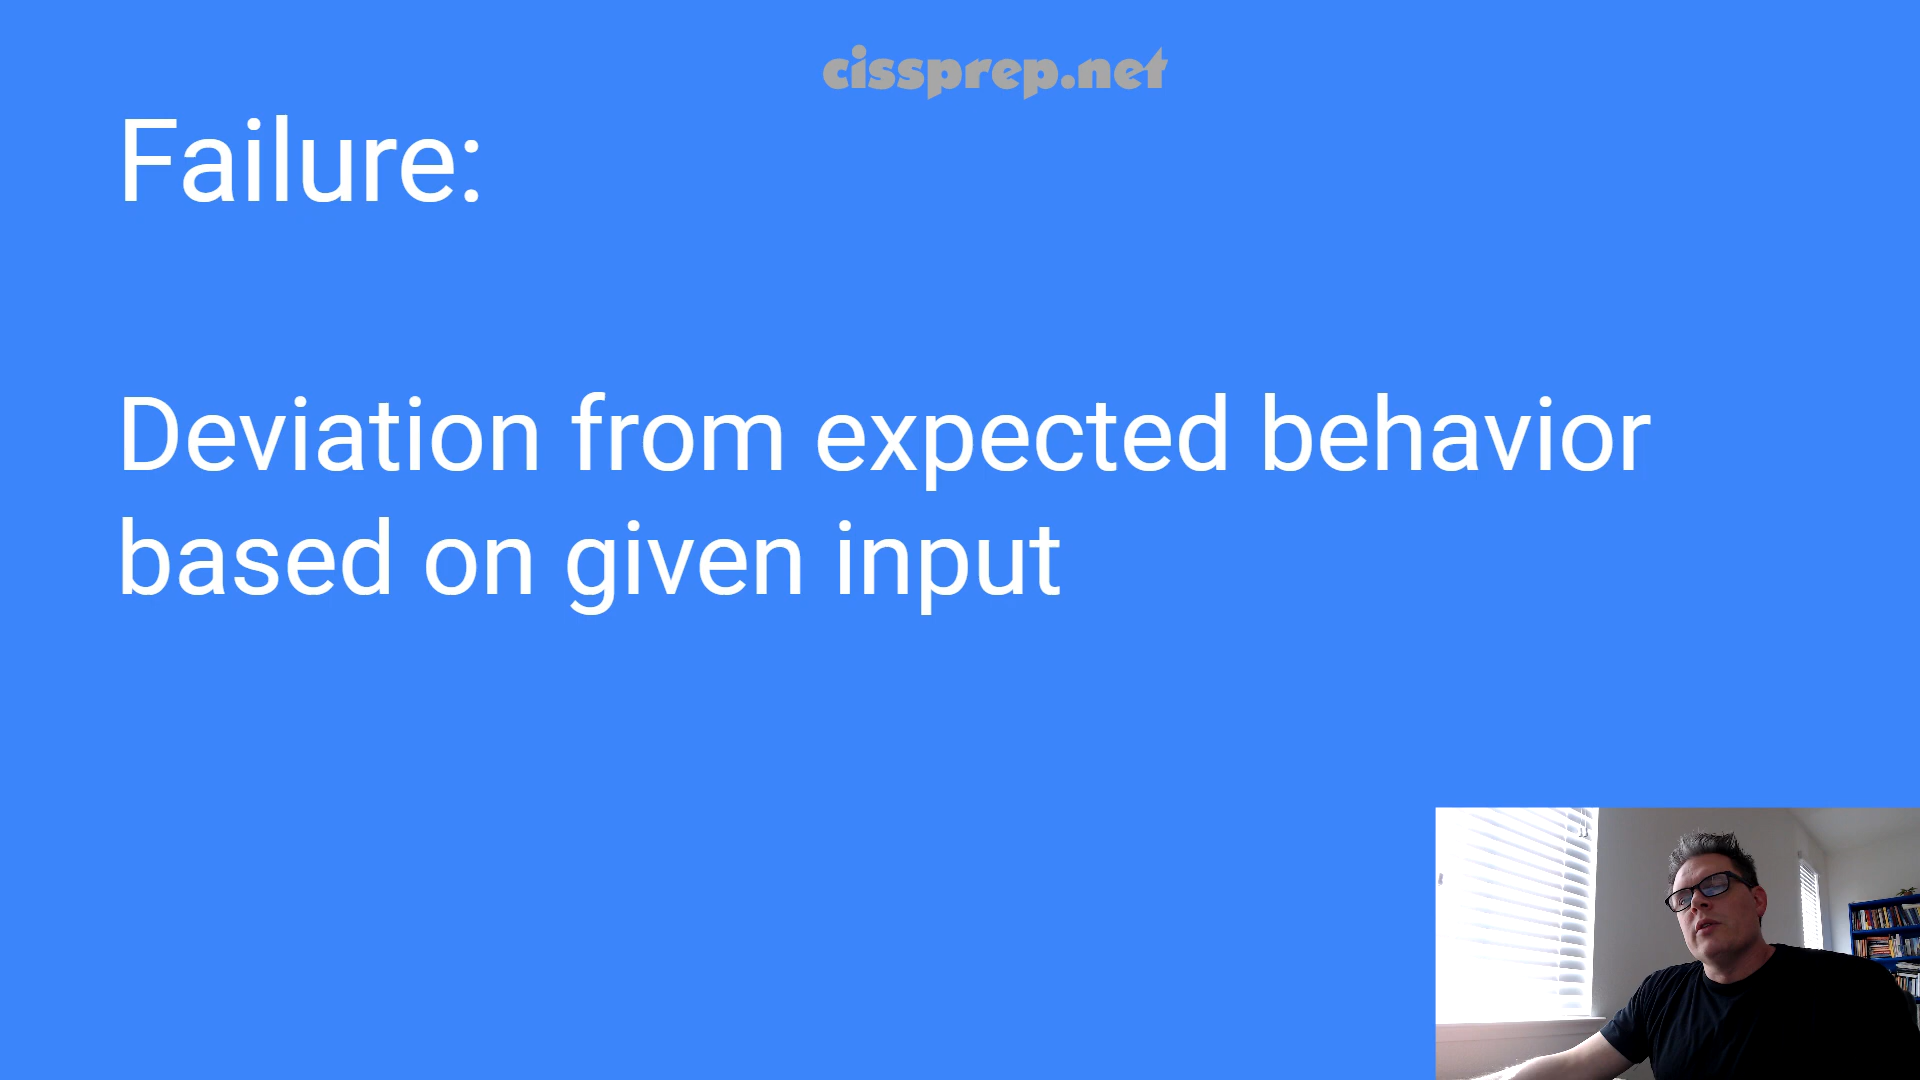 cissprep.net
Failure:
Deviation from expected behavior
based on given input